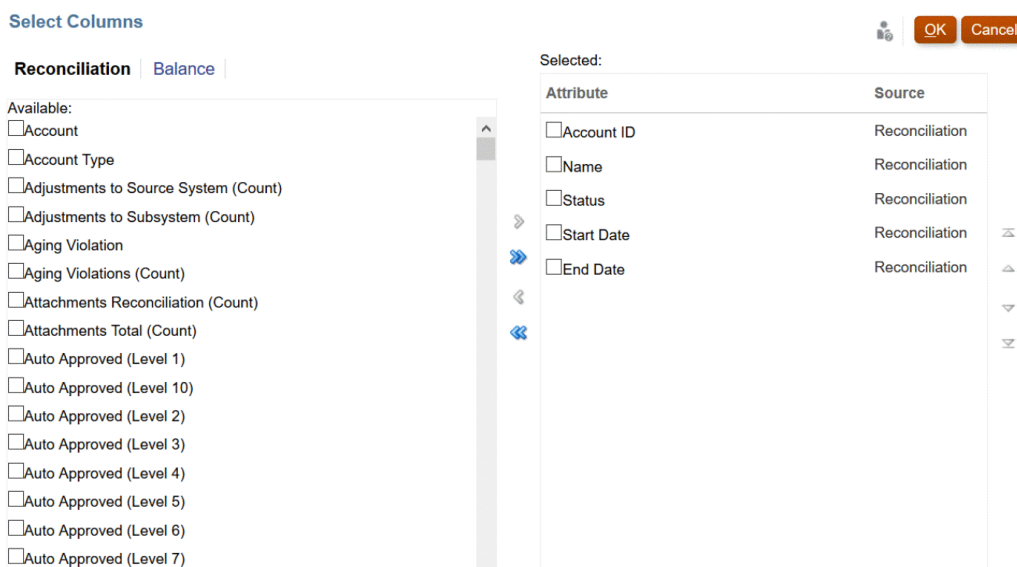 Select Columns
OK
Cancel
Reconciliation
Balance
Available:
Account
Account Type
Adjustments to Source System (Count)
Adjustments to Subsystem (Count)
Aging Violation
Aging Violations (Count)
Attachments Reconciliation (Count)
Attachments Total (Count)
Auto Approved (Level 1)
Auto Approved (Level 10)
Auto Approved (Level 2)
Auto Approved (Level 3)
Auto Approved (Level 4)
Auto Approved (Level 5)
Auto Approved (Level 6)
Auto Approved (Level 7)
Selected:
Attribute Source
Account ID Reconciliation
Name Reconciliation
Status Reconciliation
Start Date Reconciliation
End Date Reconciliation